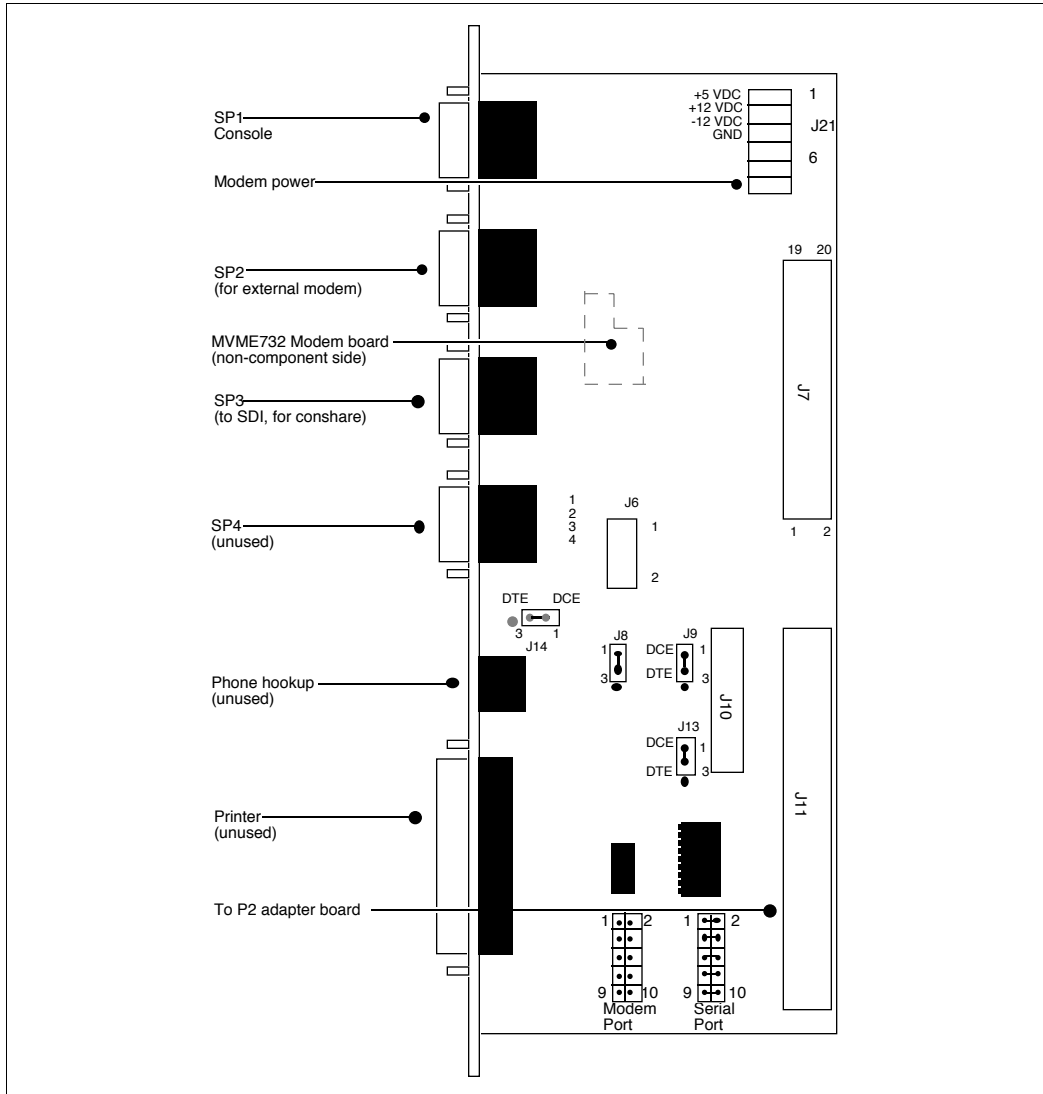 SP1
Console
Modem power
SP2
(for external modem)
MVME732 Modem board
(non-component side)
SP3
(to SDI, for conshare)
SP4
(unused)
Phone hookup
(unused)
Printer
(unused)
To P2 adapter board
+5 VDC
+12 VDC
-12 VDC
GND
1
J21
6
19 20
J7
1 2
1
2
3
4
J6
1
2
DTE DCE
3 1
J14
J8
1
3
J9
DCE 1
DTE 3
J10
J13
DCE 1
DTE 3
J11
1 2
9 10
Modem
Port
1 2
9 10
Serial
Port